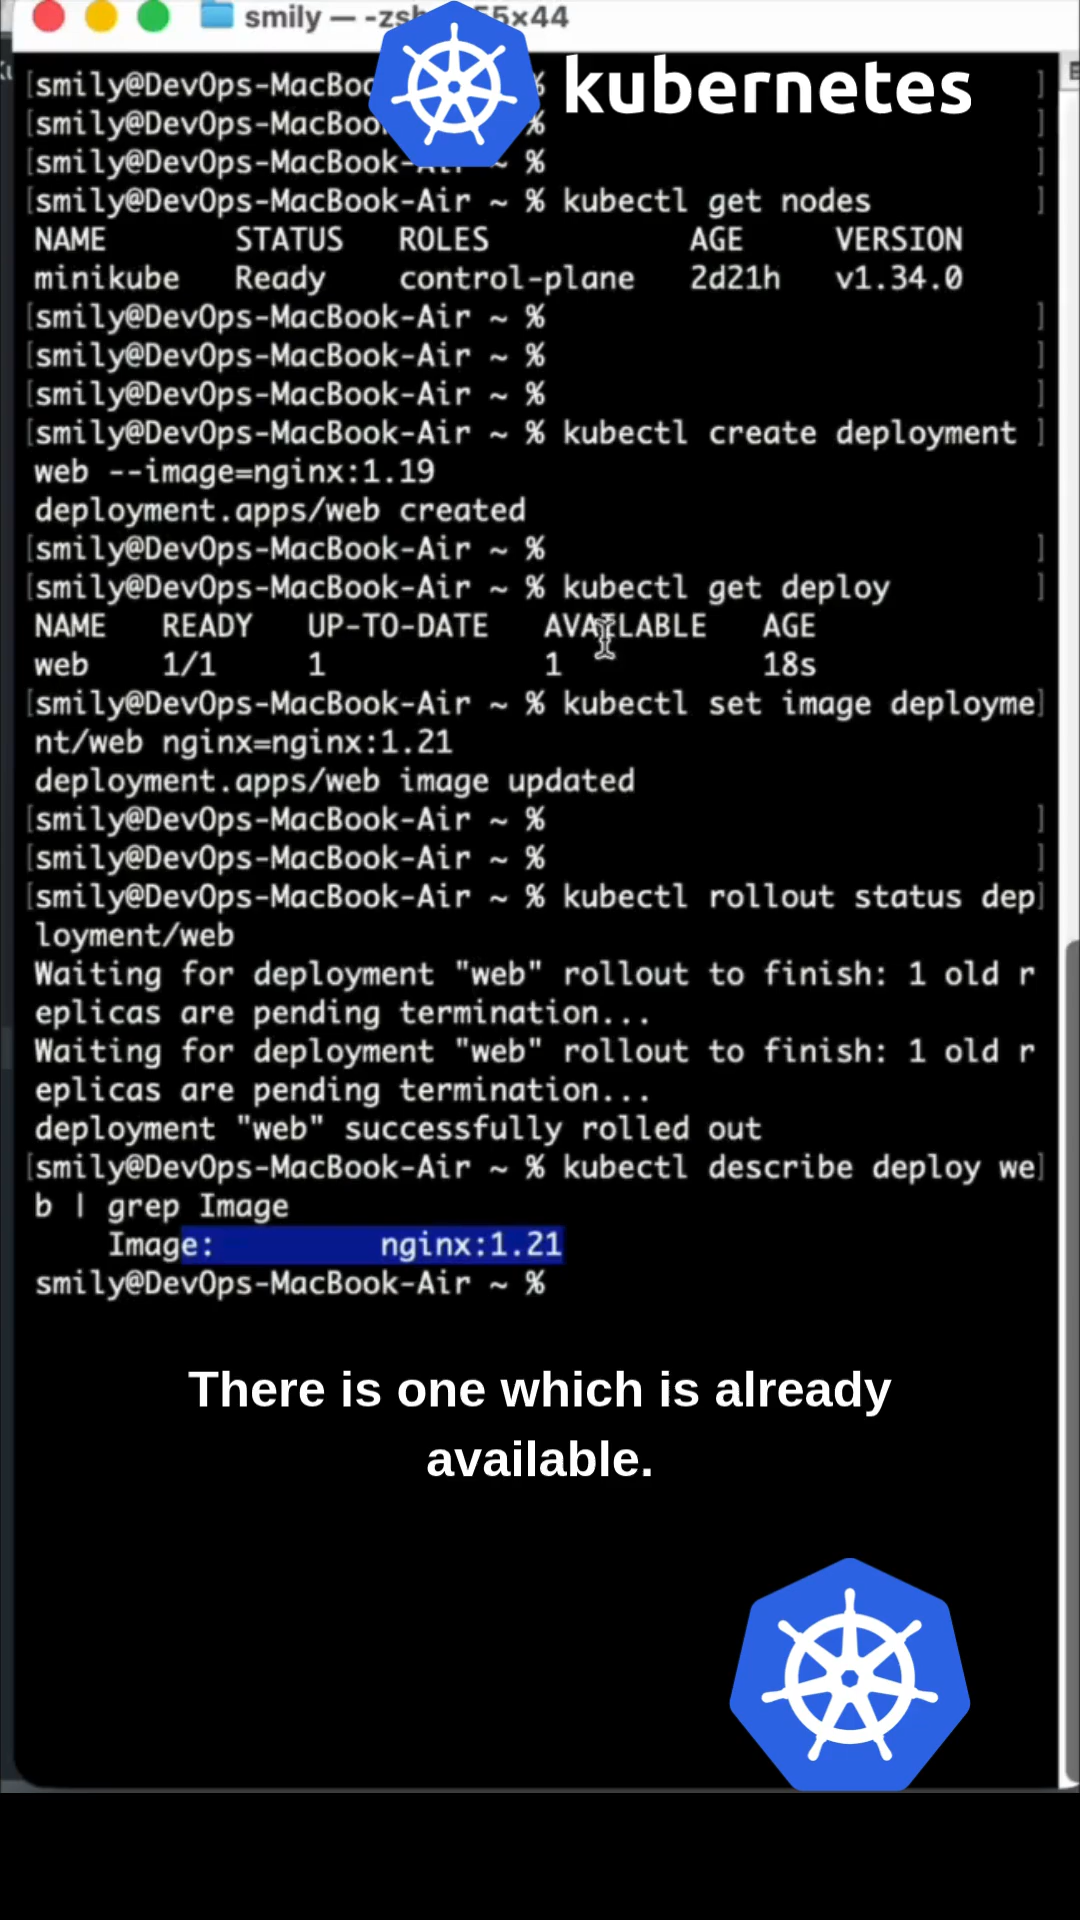 smily — -zsh 55×44
kubernetes
smily@DevOps-MacBoo %
smily@DevOps-MacBoo %
smily@DevOps-MacBook-Air ~ %
smily@DevOps-MacBook-Air ~ % kubectl get nodes
NAME STATUS ROLES AGE VERSION
minikube Ready control-plane 2d21h v1.34.0
smily@DevOps-MacBook-Air ~ %
smily@DevOps-MacBook-Air ~ %
smily@DevOps-MacBook-Air ~ %
smily@DevOps-MacBook-Air ~ % kubectl create deployment
web --image=nginx:1.19
deployment.apps/web created
smily@DevOps-MacBook-Air ~ %
smily@DevOps-MacBook-Air ~ % kubectl get deploy
NAME READY UP-TO-DATE AVAILABLE AGE
web 1/1 1 1 18s
smily@DevOps-MacBook-Air ~ % kubectl set image deployme
nt/web nginx=nginx:1.21
deployment.apps/web image updated
smily@DevOps-MacBook-Air ~ %
smily@DevOps-MacBook-Air ~ %
smily@DevOps-MacBook-Air ~ % kubectl rollout status dep
loyment/web
Waiting for deployment "web" rollout to finish: 1 old r
eplicas are pending termination...
Waiting for deployment "web" rollout to finish: 1 old r
eplicas are pending termination...
deployment "web" successfully rolled out
smily@DevOps-MacBook-Air ~ % kubectl describe deploy we
b | grep Image
Image: nginx:1.21
smily@DevOps-MacBook-Air ~ %
There is one which is already
available.